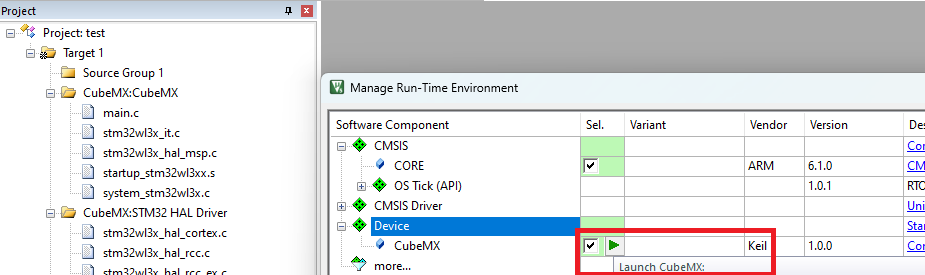 Project
Project: test
Target 1
Source Group 1
CubeMX:CubeMX
main.c
stm32wl3x_it.c
stm32wl3x_hal_msp.c
startup_stm32wl3xx.s
system_stm32wl3x.c
CubeMX:STM32 HAL Driver
stm32wl3x_hal_cortex.c
stm32wl3x_hal_rcc.c
stm32wl3x_hal_rcc_ex.c
Manage Run-Time Environment
Software Component Sel. Variant Vendor Version Des
CMSIS Cor
CORE ARM 6.1.0 CM
OS Tick (API) 1.0.1 RTO
CMSIS Driver Uni
Device Star
CubeMX Keil 1.0.0 Cor
more...
Launch CubeMX: